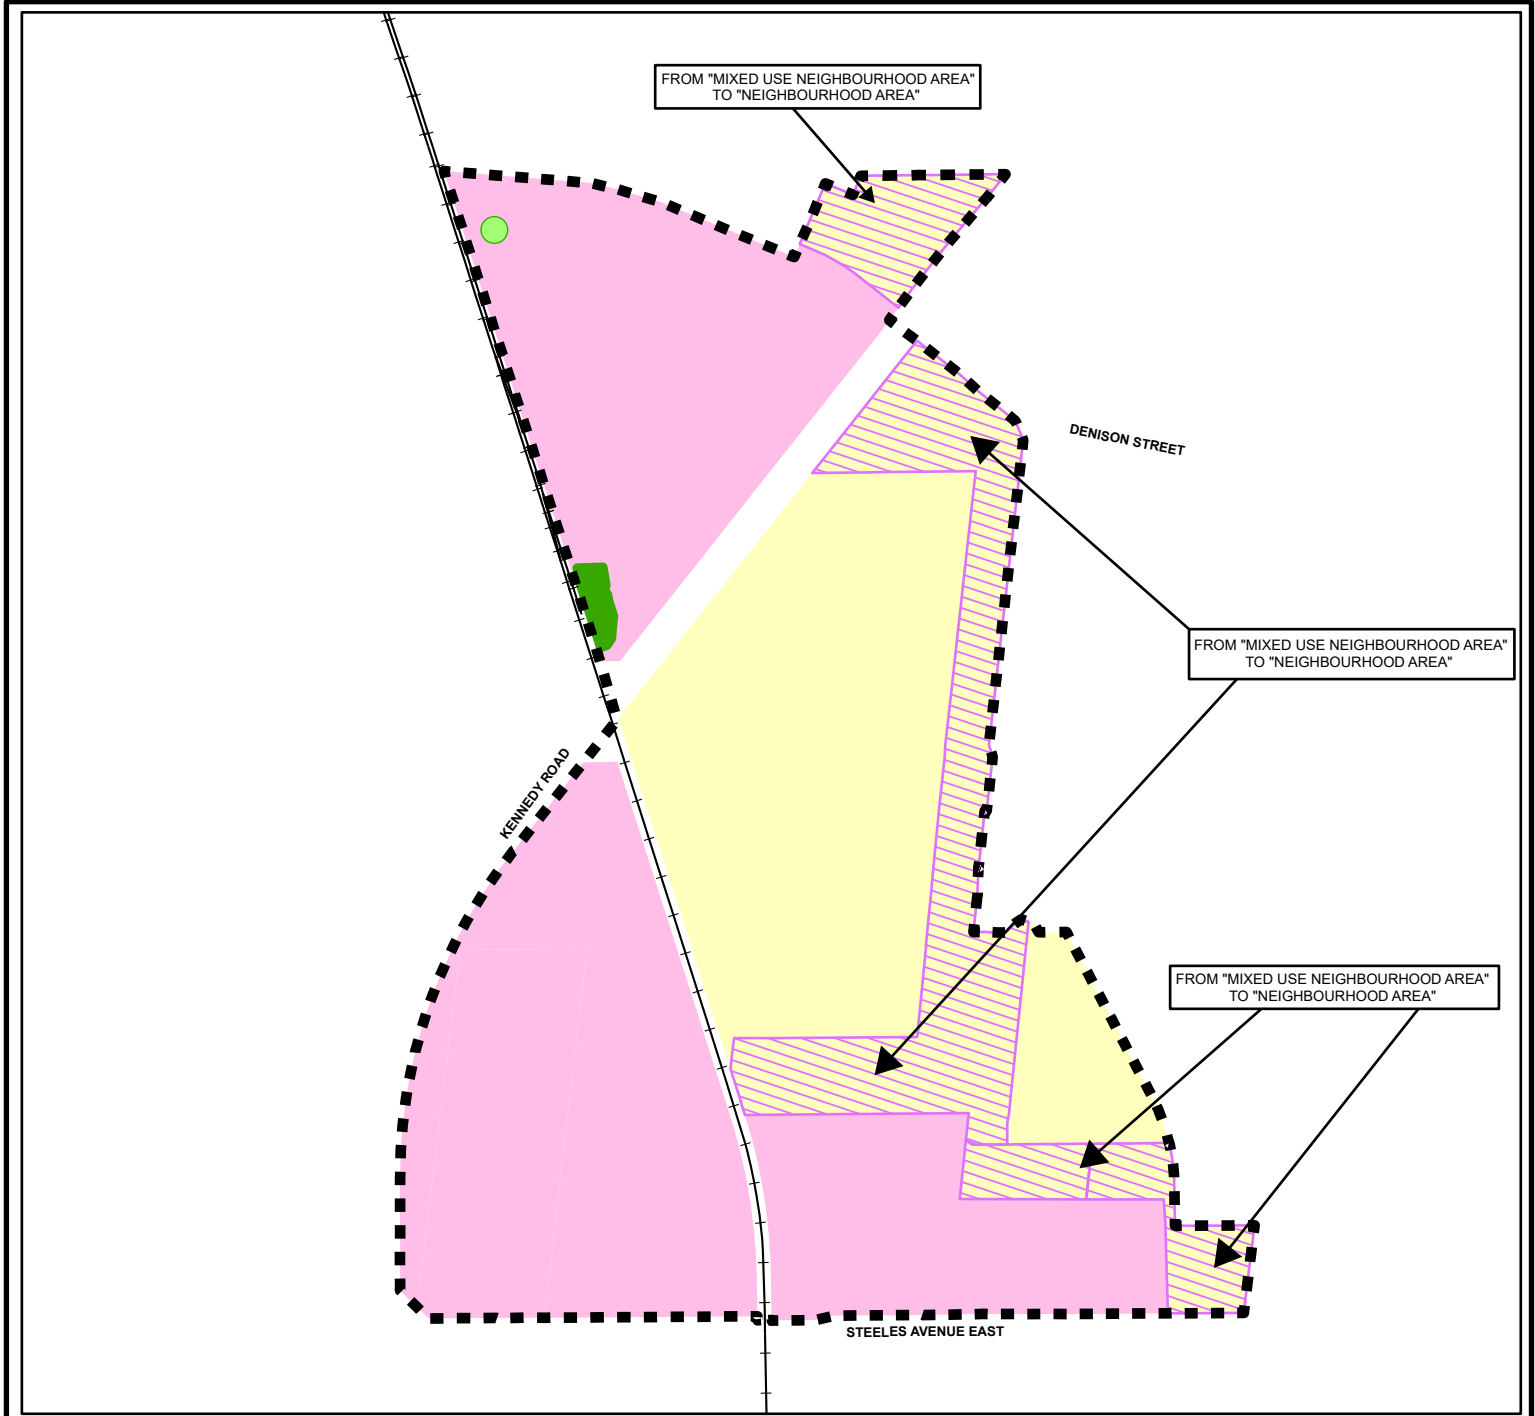 FROM "MIXED USE NEIGHBOURHOOD AREA"
TO "NEIGHBOURHOOD AREA"
DENISON STREET
FROM "MIXED USE NEIGHBOURHOOD AREA"
TO "NEIGHBOURHOOD AREA"
KENNEDY ROAD
FROM "MIXED USE NEIGHBOURHOOD AREA"
TO "NEIGHBOURHOOD AREA"
STEELES AVENUE EAST